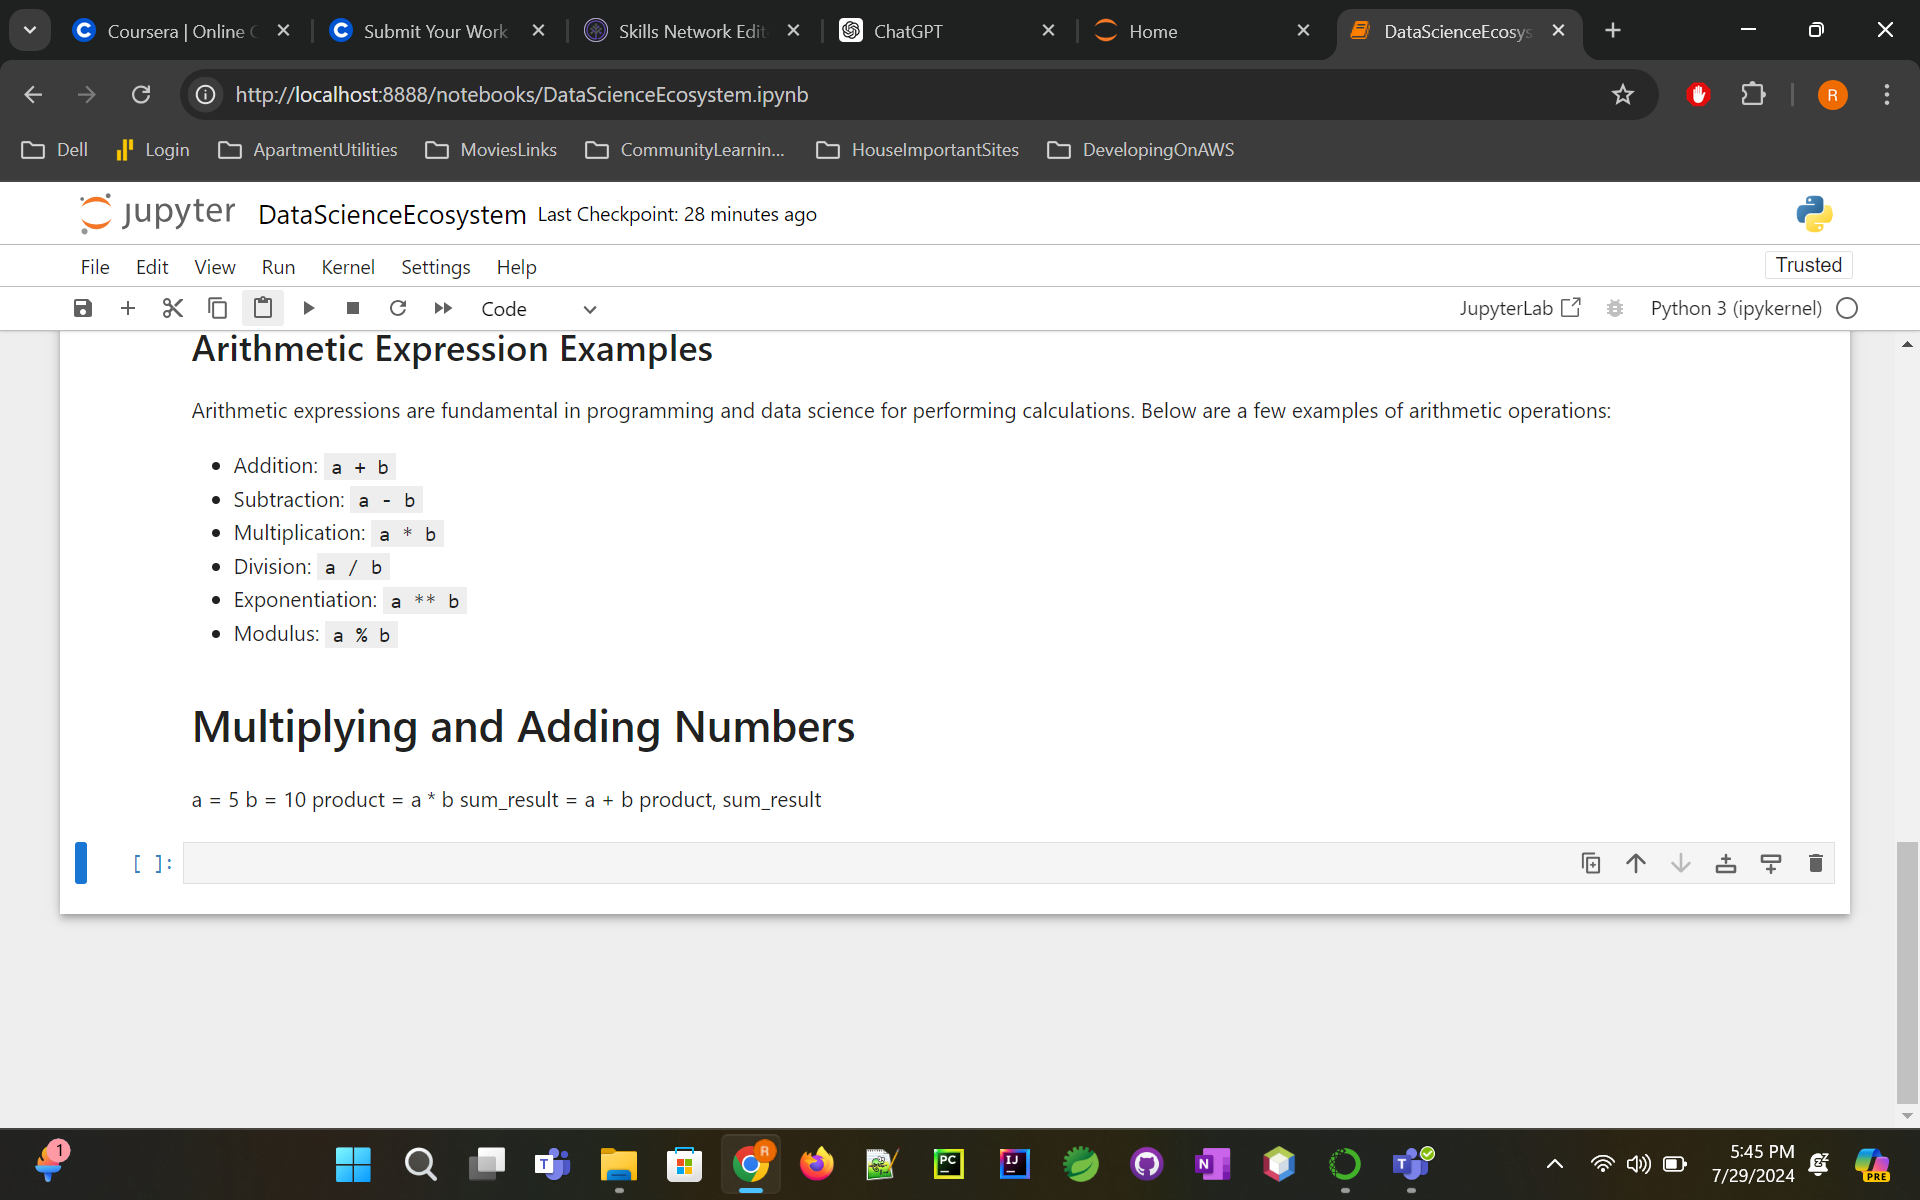 Coursera | Online C
Submit Your Work
Skills Network Edit
ChatGPT
Home
DataScienceEcosys
http://localhost:8888/notebooks/DataScienceEcosystem.ipynb
R
Dell
Login
ApartmentUtilities
MoviesLinks
CommunityLearnin...
HouseImportantSites
DevelopingOnAWS
jupyter DataScienceEcosystem Last Checkpoint: 28 minutes ago
File Edit View Run Kernel Settings Help
Trusted
Code
JupyterLab
Python 3 (ipykernel)
Arithmetic Expression Examples
Arithmetic expressions are fundamental in programming and data science for performing calculations. Below are a few examples of arithmetic operations:
Addition: a + b
Subtraction: a - b
Multiplication: a * b
Division: a / b
Exponentiation: a ** b
Modulus: a % b
Multiplying and Adding Numbers
a = 5 b = 10 product = a * b sum_result = a + b product, sum_result
[ ]:
1
T
R
PC
IJ
N
T
5:45 PM
7/29/2024
PRE